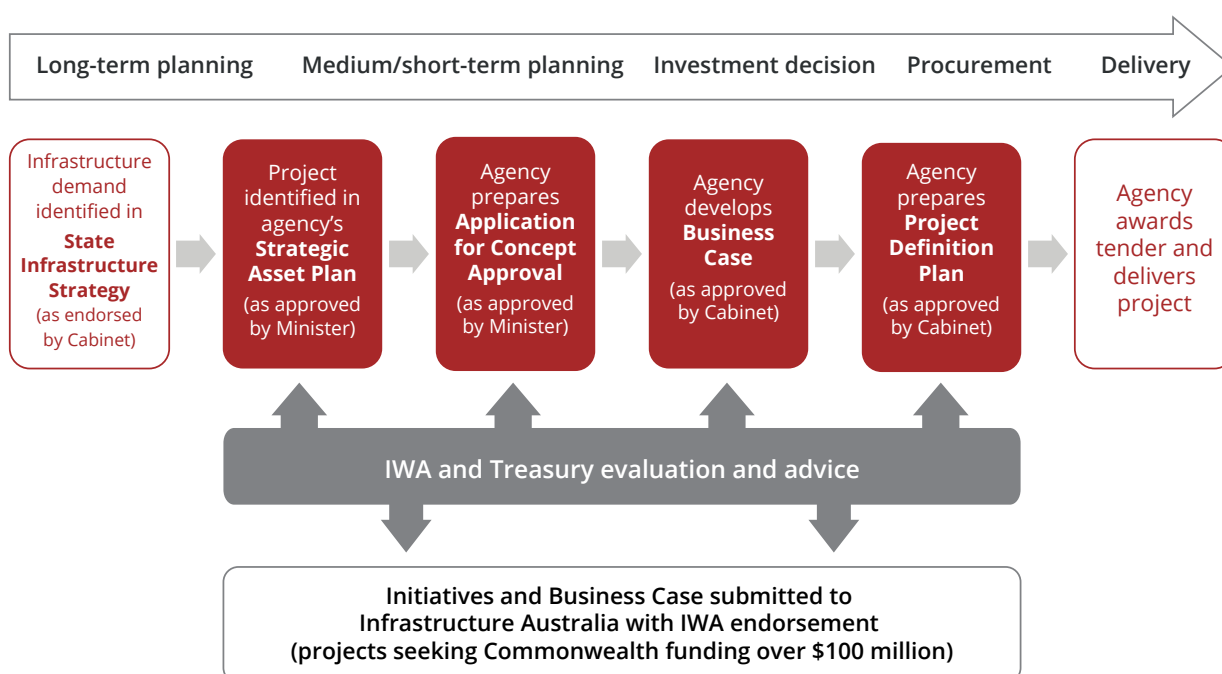 Long-term planning
Medium/short-term planning
Investment decision
Procurement
Delivery
Infrastructure
demand
identified in
State
Infrastructure
Strategy
(as endorsed
by Cabinet)
Project
identified in
agency's
Strategic
Asset Plan
(as approved
by Minister)
Agency
prepares
Application
for Concept
Approval
(as approved
by Minister)
Agency
develops
Business
Case
(as approved
by Cabinet)
Agency
prepares
Project
Definition
Plan
(as approved
by Cabinet)
Agency
awards
tender and
delivers
project
IWA and Treasury evaluation and advice
Initiatives and Business Case submitted to
Infrastructure Australia with IWA endorsement
(projects seeking Commonwealth funding over $100 million)